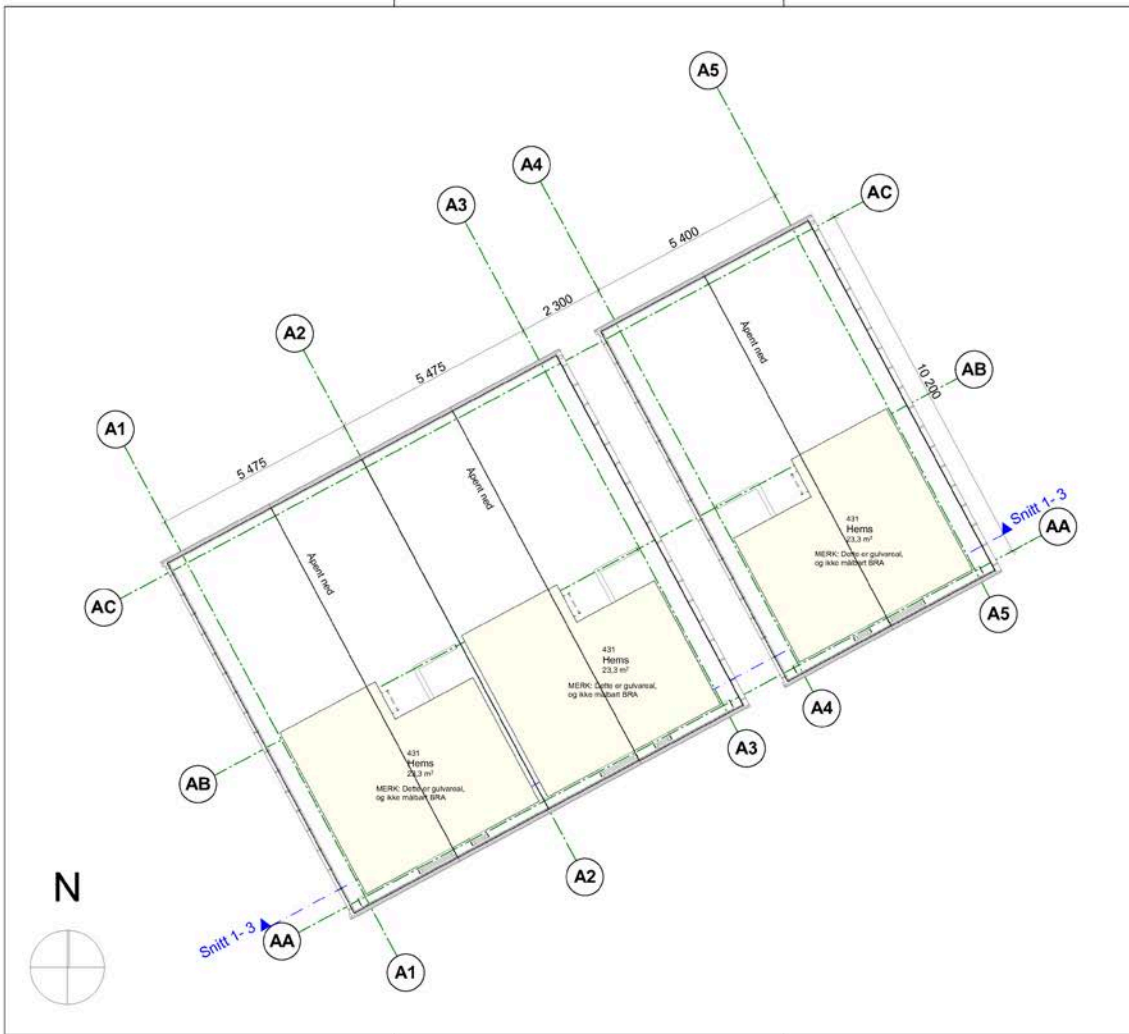 A5
A4
AC
A3
5 400
2 300
A2
Åpent ned
5 475
AB
10 200
A1
5 475
Åpent ned
Snitt 1- 3
AA
431
Hems
23,3 m²
MERK: Dette er gulvareal,
og ikke målbart BRA
Åpent ned
AC
A5
431
Hems
23,3 m²
MERK: Dette er gulvareal,
og ikke målbart BRA
A4
A3
AB
431
Hems
23,3 m²
MERK: Dette er gulvareal,
og ikke målbart BRA
A2
N
Snitt 1- 3
AA
A1